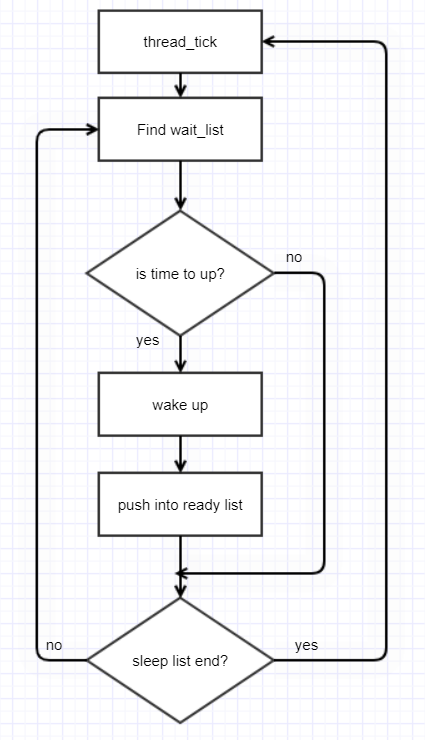 thread_tick
Find wait_list
is time to up?
no
yes
wake up
push into ready list
sleep list end?
no
yes